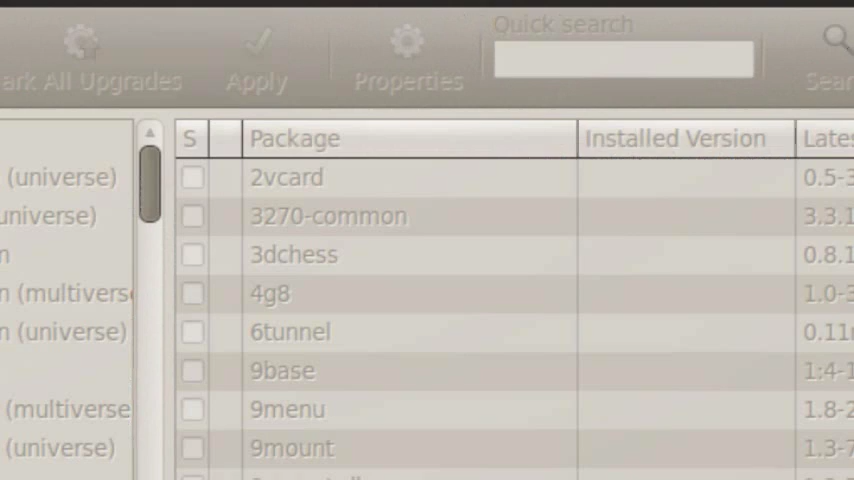 Quick search
ark All Upgrades Apply Properties Sear
S Package Installed Version Lates
(universe) 2vcard 0.5-3
universe) 3270-common 3.3.1
n 3dchess 0.8.1
n (multivers 4g8 1.0-3
n (universe) 6tunnel 0.11
9base 1:4-1
(multiverse 9menu 1.8-2
(universe) 9mount 1.3-7